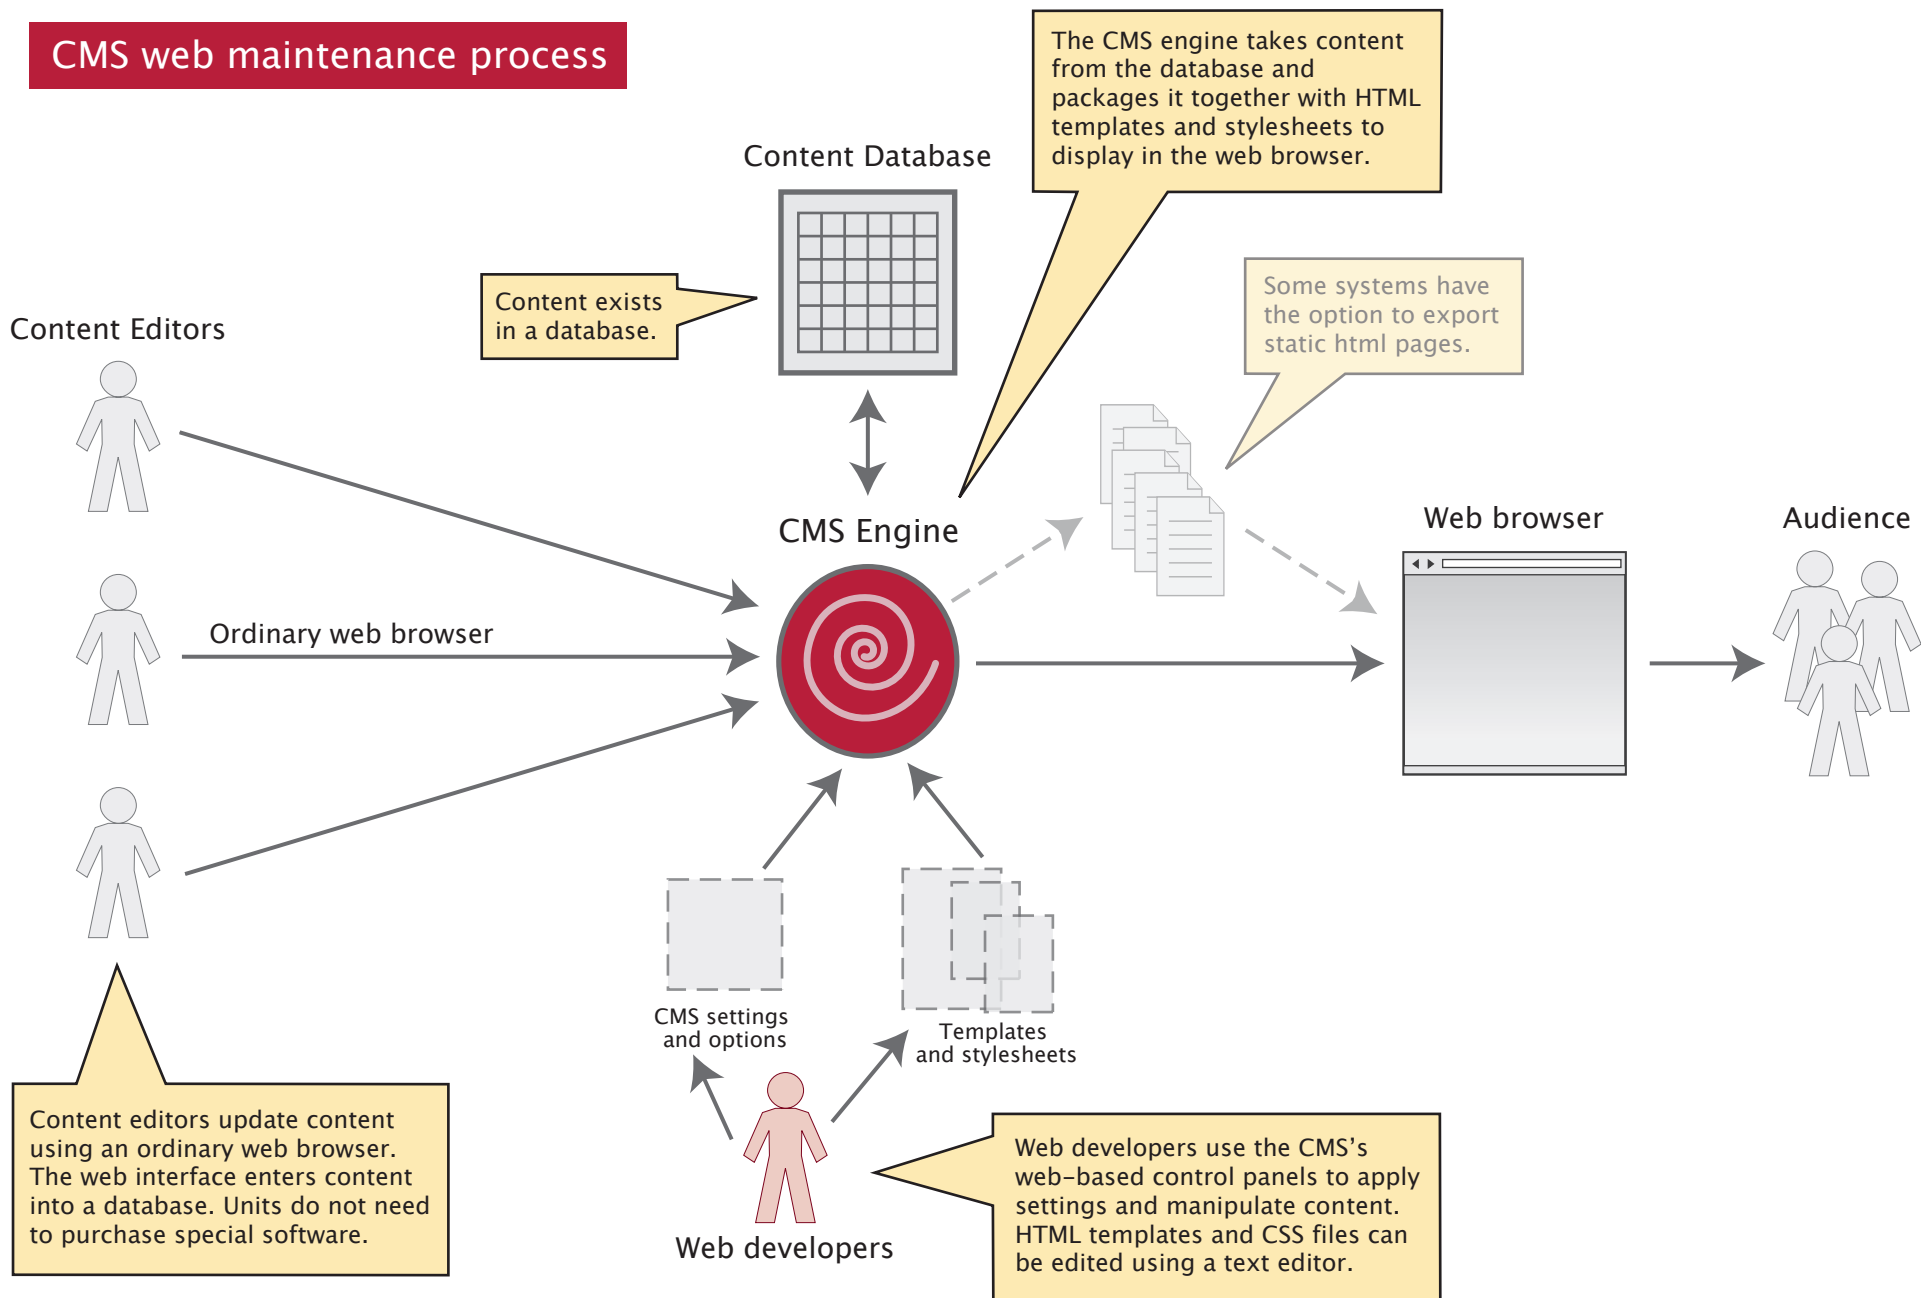 CMS web maintenance process
The CMS engine takes content
from the database and
packages it together with HTML
templates and stylesheets to
display in the web browser.
Content Database
Content exists
in a database.
Some systems have
the option to export
static html pages.
Content Editors
CMS Engine
Web browser
Audience
Ordinary web browser
CMS settings
and options
Templates
and stylesheets
Content editors update content
using an ordinary web browser.
The web interface enters content
into a database. Units do not need
to purchase special software.
Web developers
Web developers use the CMS’s
web-based control panels to apply
settings and manipulate content.
HTML templates and CSS files can
be edited using a text editor.